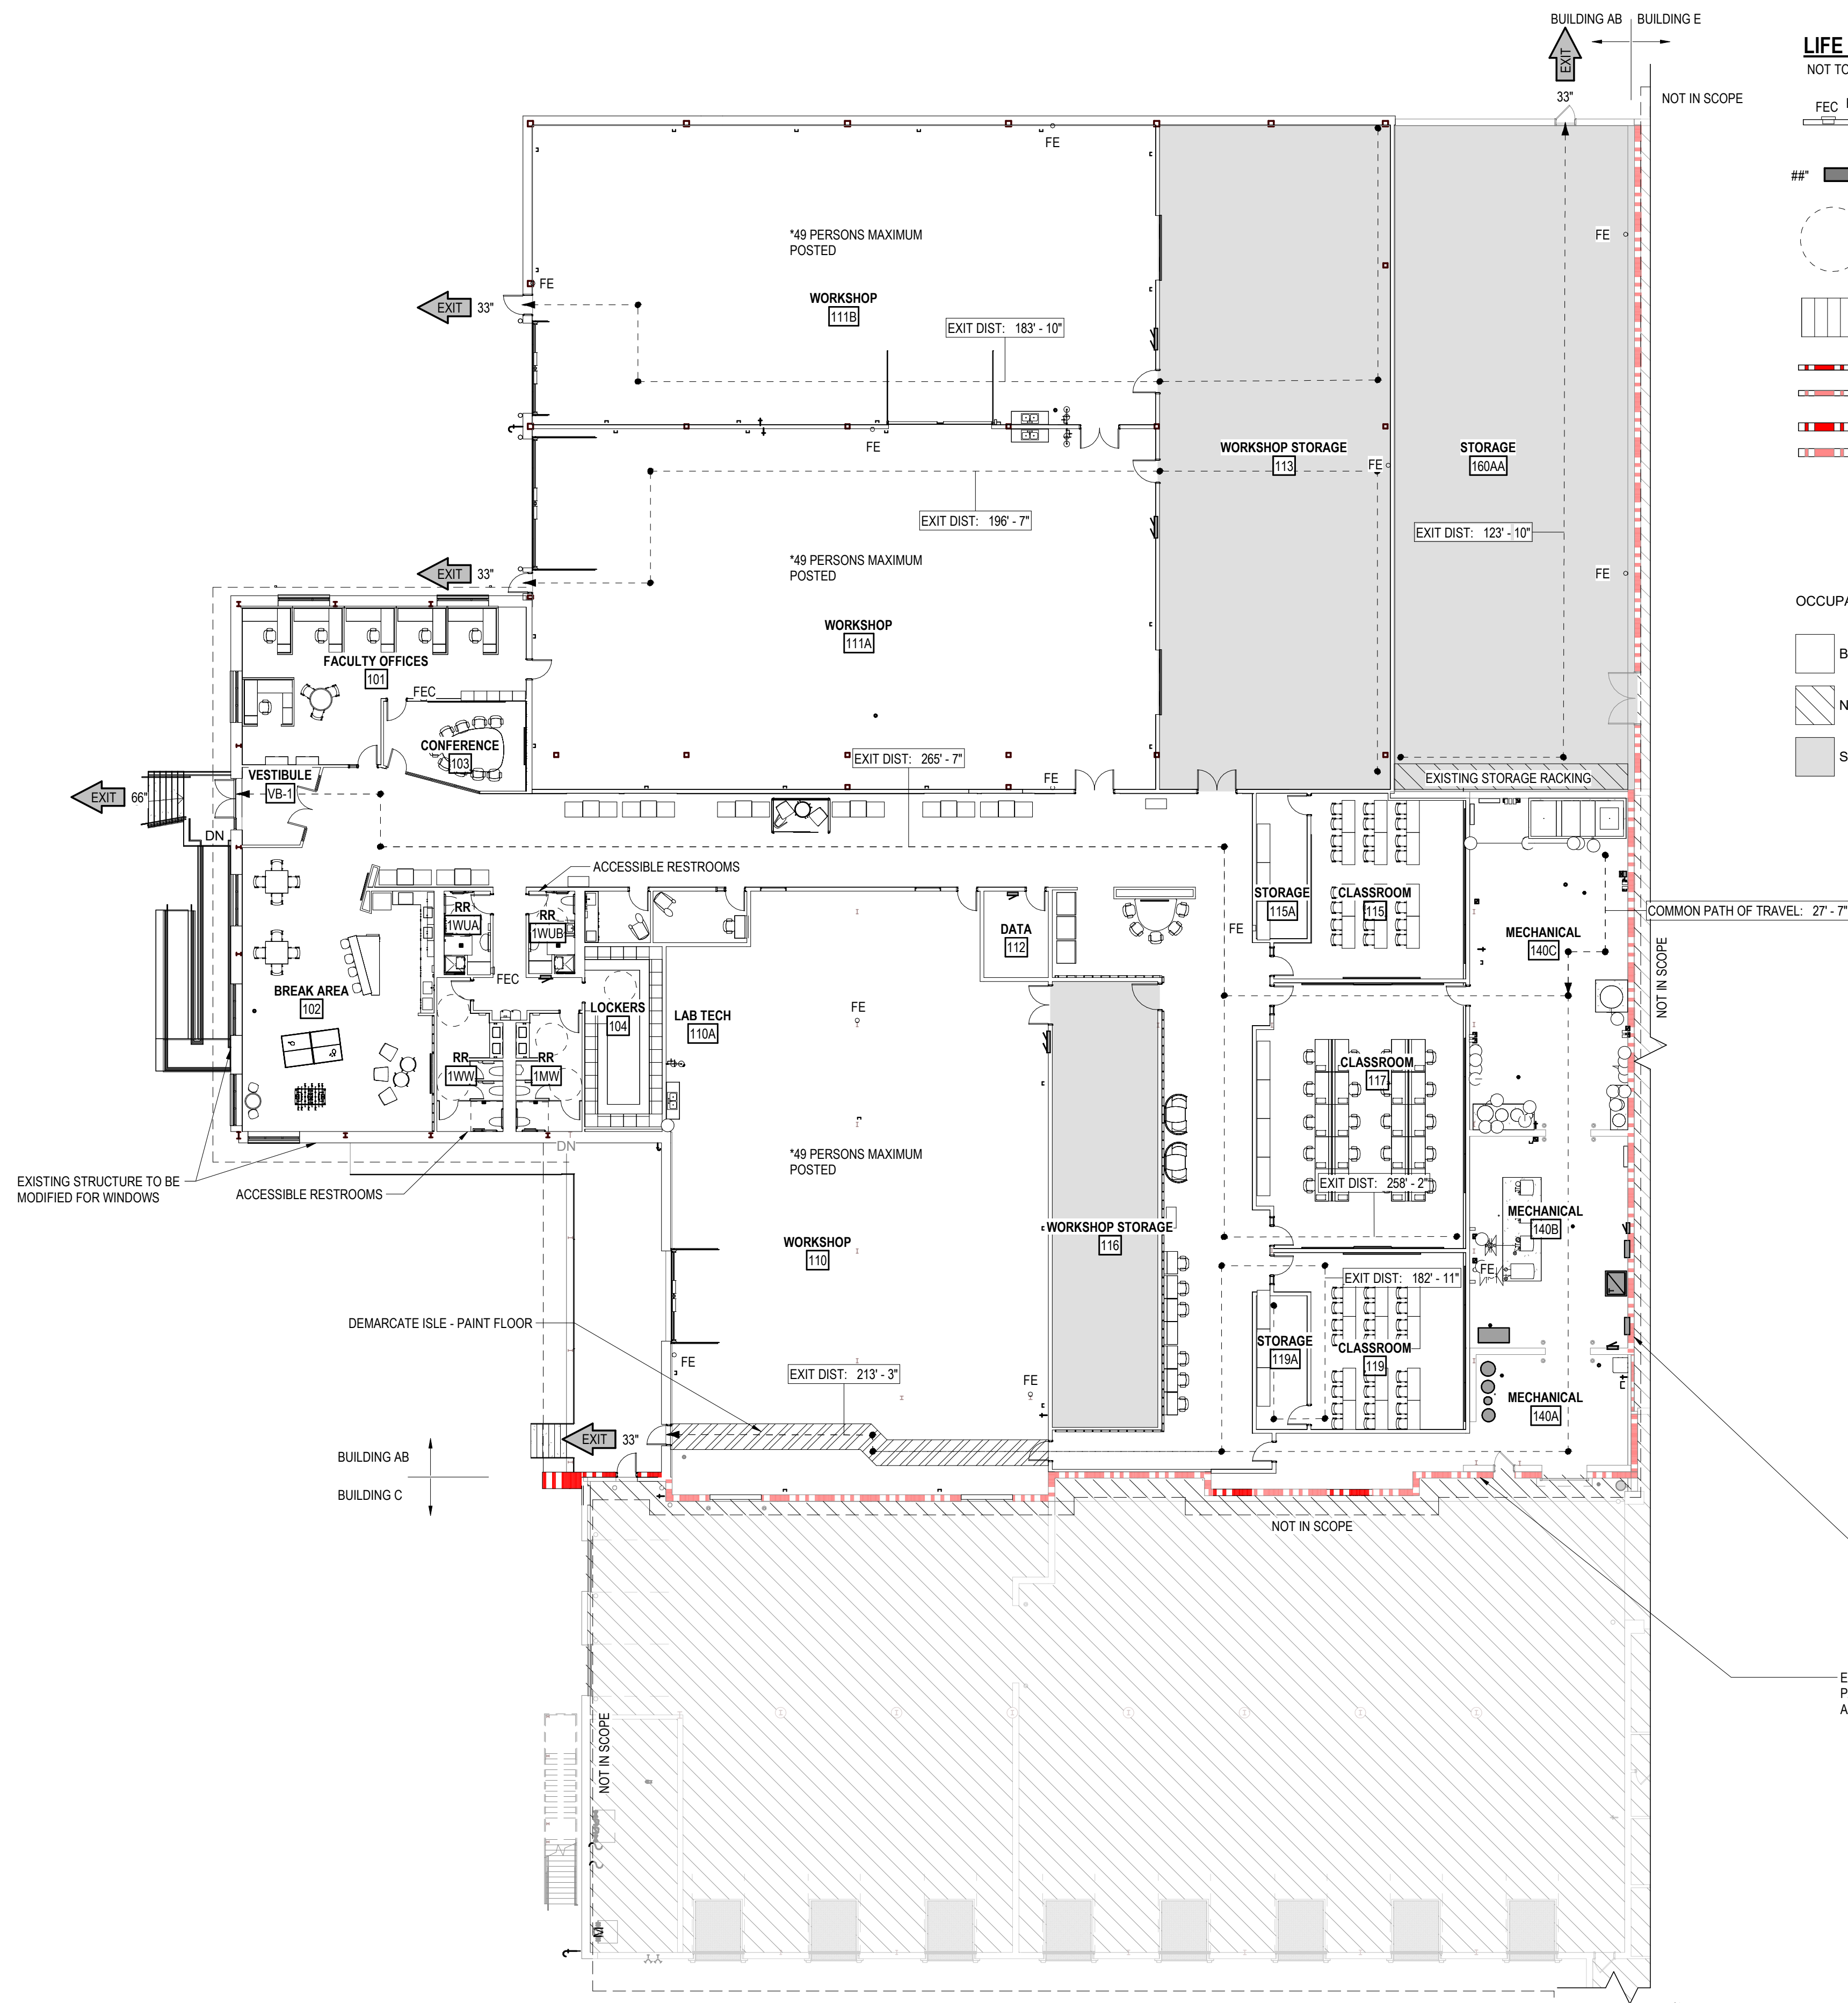 BUILDING AB
BUILDING E
EXIT
33"
NOT IN SCOPE
LIFE
NOT TO
FEC
##"
FE
*49 PERSONS MAXIMUM
POSTED
FE
FE
WORKSHOP
111B
EXIT
33"
EXIT DIST: 183' - 10"
FE
WORKSHOP STORAGE
113
STORAGE
160AA
FE
EXIT DIST: 196' - 7"
EXIT DIST: 123' - 10"
*49 PERSONS MAXIMUM
POSTED
EXIT
33"
FE
OCCUPA
WORKSHOP
111A
B
FACULTY OFFICES
101
FEC
N
CONFERENCE
103
EXIT DIST: 265' - 7"
S
VESTIBULE
VB-1
FE
EXISTING STORAGE RACKING
EXIT
66"
DN
ACCESSIBLE RESTROOMS
RR
1WUA
RR
1WUB
STORAGE
115A
CLASSROOM
115
COMMON PATH OF TRAVEL: 27' - 7"
DATA
112
FE
MECHANICAL
140C
NOT IN SCOPE
FEC
BREAK AREA
102
LOCKERS
104
LAB TECH
110A
FE
RR
1WW
RR
1MW
CLASSROOM
117
DN
*49 PERSONS MAXIMUM
POSTED
EXISTING STRUCTURE TO BE
MODIFIED FOR WINDOWS
ACCESSIBLE RESTROOMS
EXIT DIST: 258' - 2"
WORKSHOP
110
WORKSHOP STORAGE
116
MECHANICAL
140B
FE
EXIT DIST: 182' - 11"
T
DEMARCATE ISLE - PAINT FLOOR
STORAGE
119A
CLASSROOM
119
FE
EXIT DIST: 213' - 3"
FE
MECHANICAL
140A
EXIT
33"
BUILDING AB
BUILDING C
NOT IN SCOPE
E
P
A
NOT IN SCOPE
M